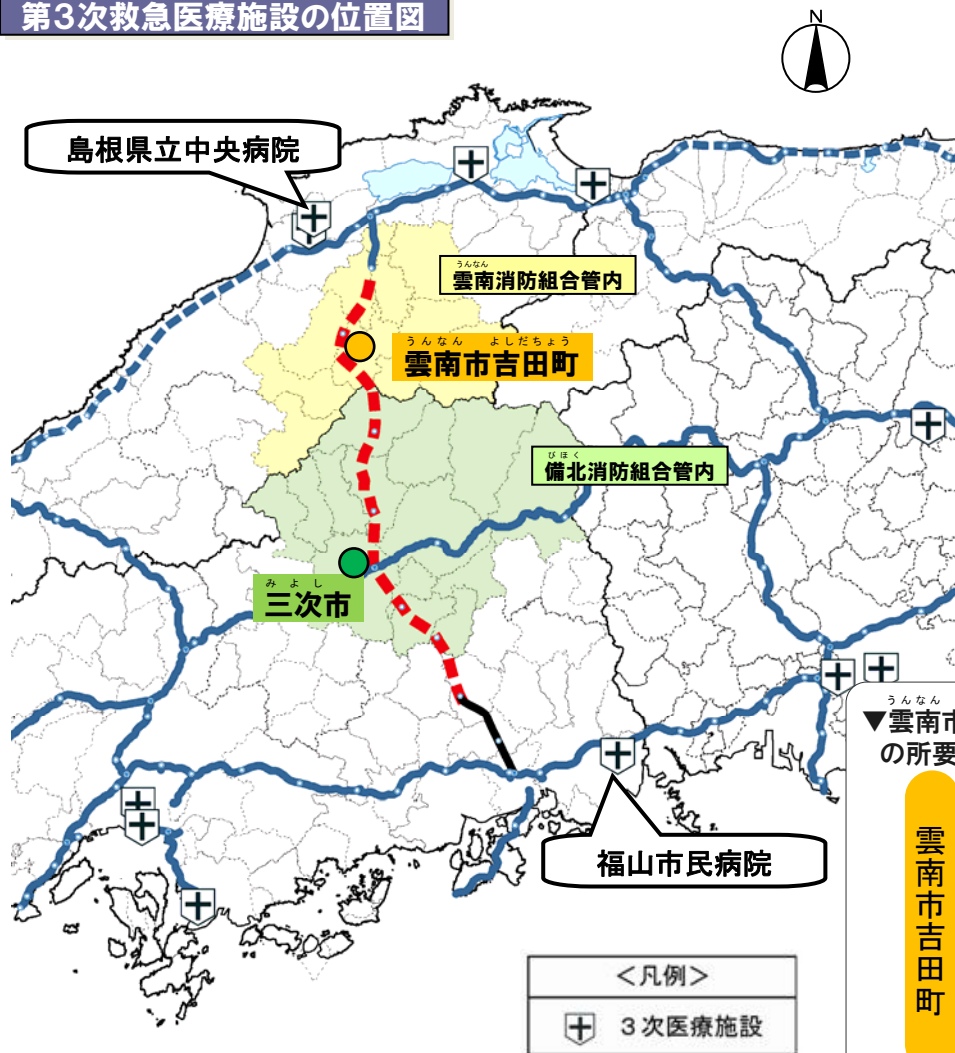 第3次救急医療施設の位置図
N
島根県立中央病院
うんなん
雲南消防組合管内
うんなん よしだちょう
雲南市吉田町
びほく
備北消防組合管内
みよし
三次市
うんなん
▼雲南市
の所要
雲南市吉田町
福山市民病院
<凡例>
3次医療施設